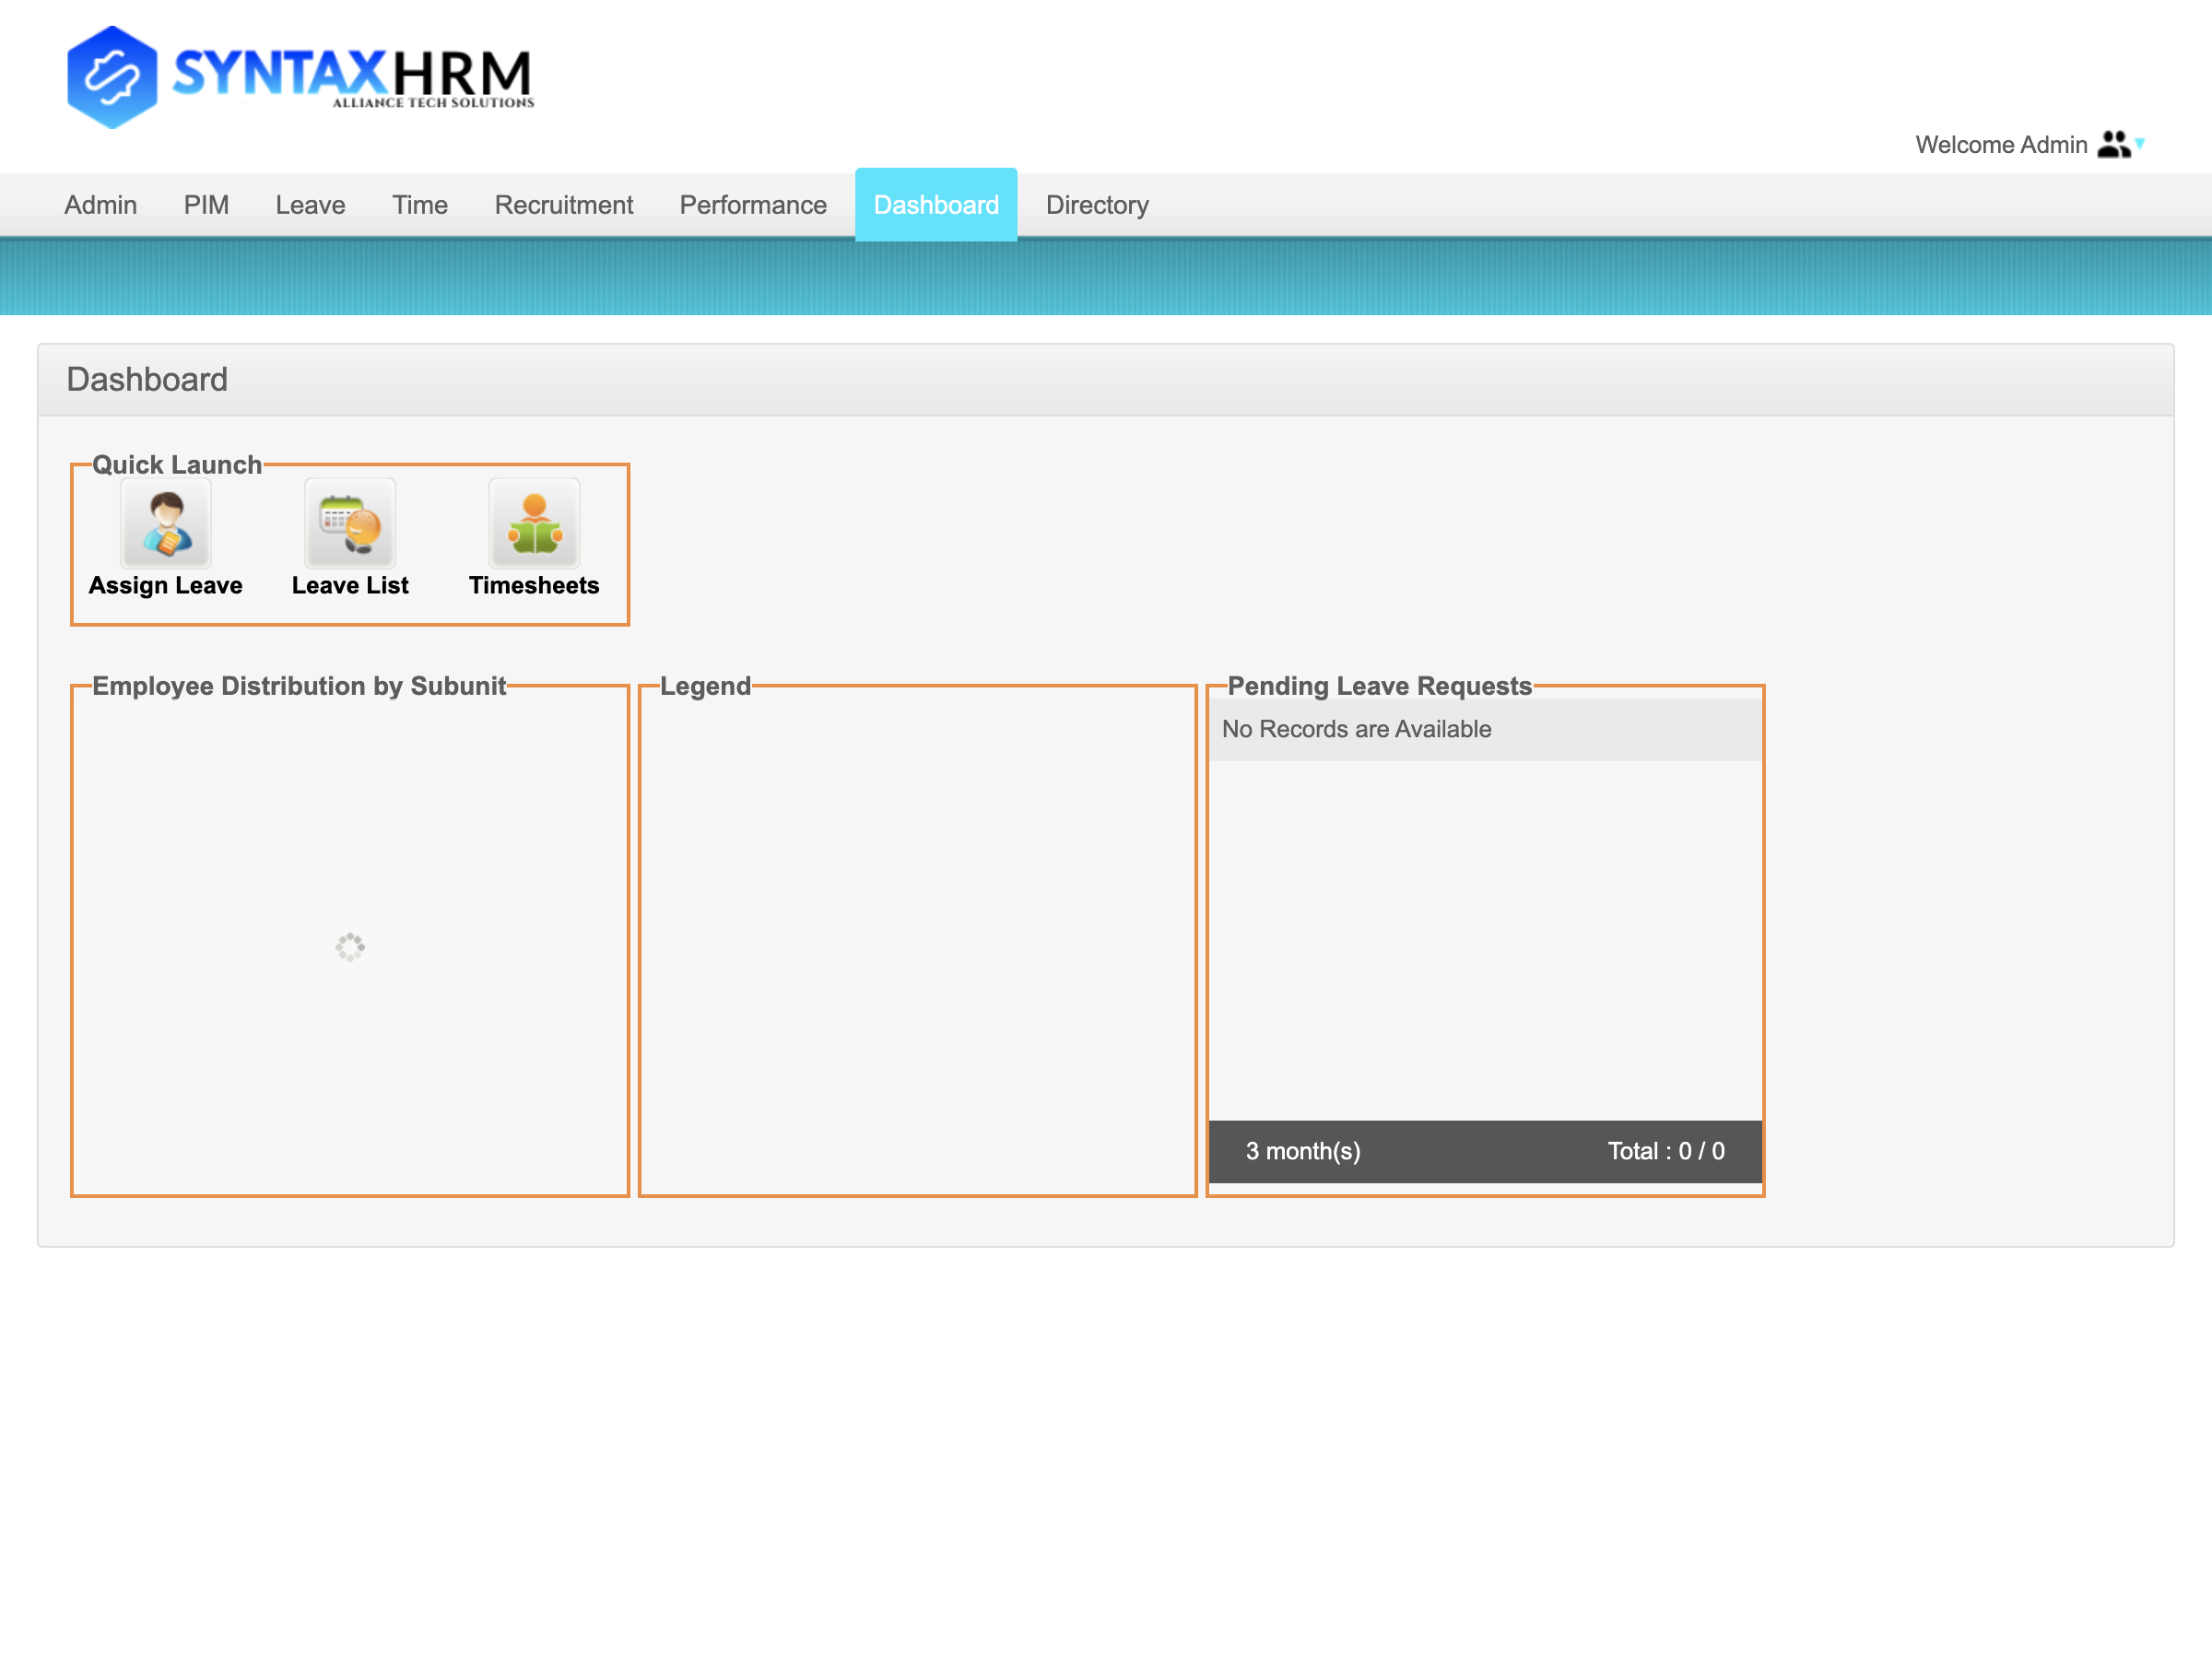 SYNTAXHRM
ALLIANCE TECH SOLUTIONS
Welcome Admin
Admin PIM Leave Time Recruitment Performance Dashboard Directory
Dashboard
Quick Launch
Assign Leave Leave List Timesheets
Employee Distribution by Subunit Legend Pending Leave Requests
No Records are Available
3 month(s) Total : 0 / 0